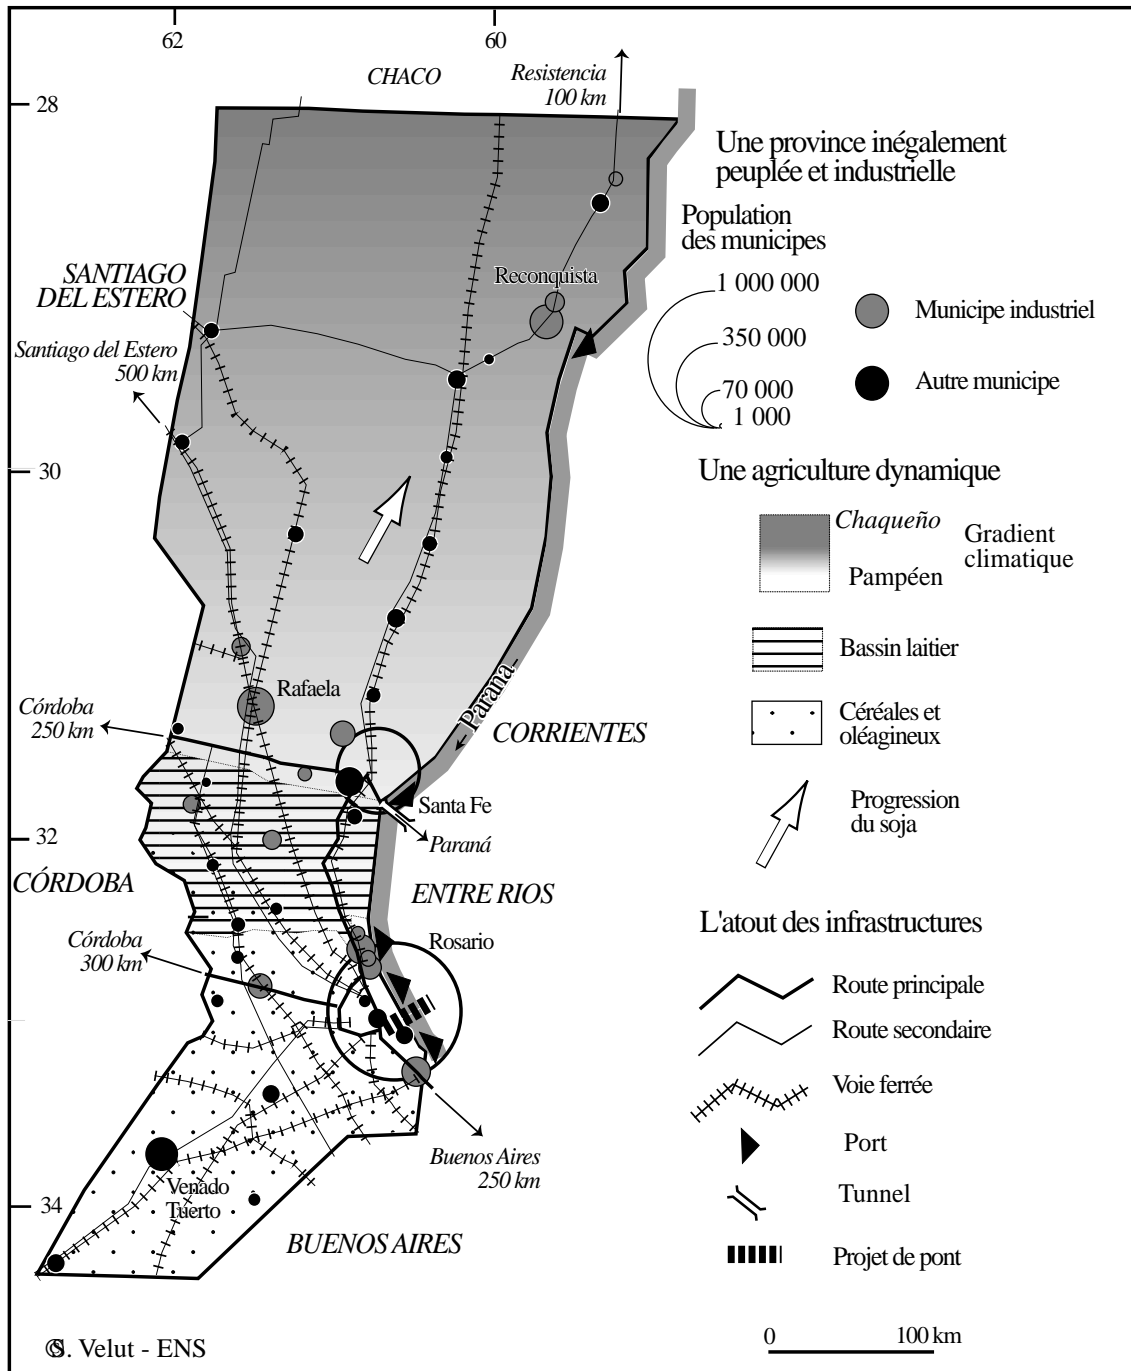 62
60
CHACO
Resistencia
100 km
28
Une province inégalement
peuplée et industrielle
Population
des municipes
1 000 000
350 000
70 000
1 000
Municipe industriel
Autre municipe
Reconquista
SANTIAGO
DEL ESTERO
Santiago del Estero
500 km
30
Une agriculture dynamique
Chaqueño
Pampéen
Gradient
climatique
Bassin laitier
Céréales et
oléagineux
Progression
du soja
Rafaela
Córdoba
250 km
Parana
CORRIENTES
Santa Fe
Paraná
32
CÓRDOBA
ENTRE RIOS
Córdoba
300 km
Rosario
L'atout des infrastructures
Route principale
Route secondaire
Voie ferrée
Port
Tunnel
Projet de pont
Buenos Aires
250 km
Venado
Tuerto
34
BUENOS AIRES
0
100 km
©S. Velut - ENS